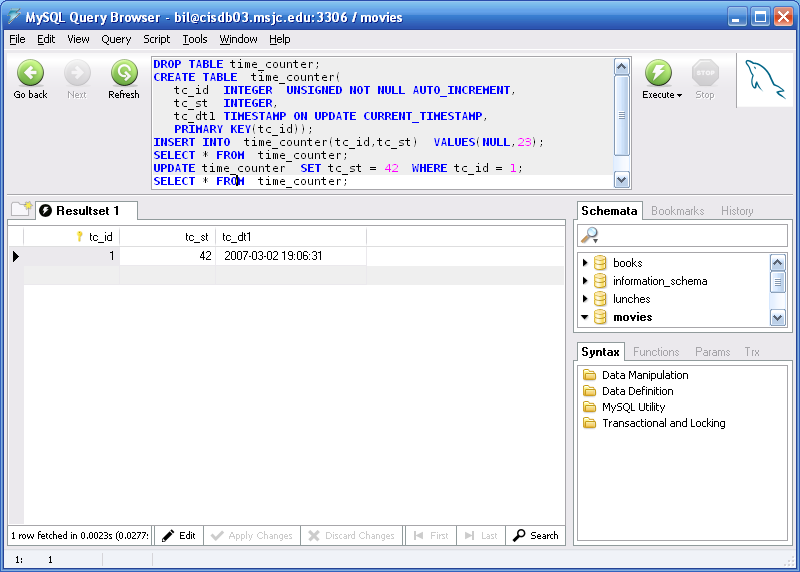 MySQL Query Browser - bil@cisdb03.msjc.edu:3306 / movies
File Edit View Query Script Tools Window Help
Go back Next Refresh
DROP TABLE time_counter;
CREATE TABLE time_counter(
tc_id INTEGER UNSIGNED NOT NULL AUTO_INCREMENT,
tc_st INTEGER,
tc_dt1 TIMESTAMP ON UPDATE CURRENT_TIMESTAMP,
PRIMARY KEY(tc_id));
INSERT INTO time_counter(tc_id,tc_st) VALUES(NULL,23);
SELECT * FROM time_counter;
UPDATE time_counter SET tc_st = 42 WHERE tc_id = 1;
SELECT * FROM time_counter;
Execute STOP Stop
Resultset 1
tc_id tc_st tc_dt1
1 42 2007-03-02 19:06:31
Schemata Bookmarks History
books
information_schema
lunches
movies
Syntax Functions Params Trx
Data Manipulation
Data Definition
MySQL Utility
Transactional and Locking
1 row fetched in 0.0023s (0.0277: Edit Apply Changes Discard Changes First Last Search
1: 1